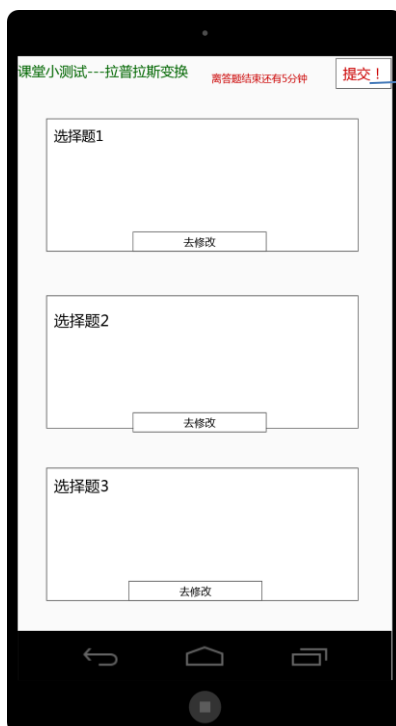 课堂小测试---拉普拉斯变换
离答题结束还有5分钟
提交！
选择题1
去修改
选择题2
去修改
选择题3
去修改